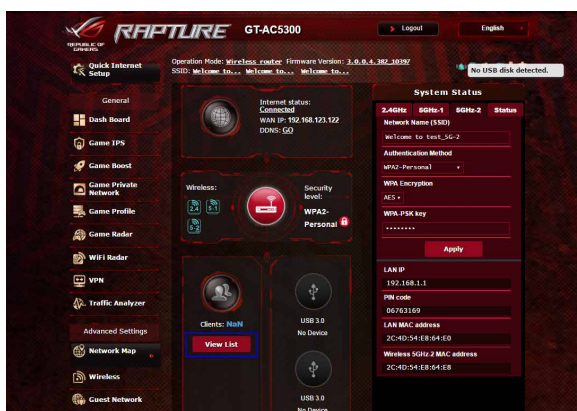 REPUBLIC OF
GAMERS
RAPTURE
GT-AC5300
Logout
English
Quick Internet
Setup
Operation Mode: Wireless router Firmware Version: 3.0.0.4.382_10397
SSID: Welcome to... Welcome to... Welcome to...
No USB disk detected.
General
Dash Board
Game IPS
Game Boost
Game Private
Network
Game Profile
Game Radar
WiFi Radar
VPN
Traffic Analyzer
Advanced Settings
Network Map
Wireless
Guest Network
Internet status:
Connected
WAN IP: 192.168.123.122
DDNS: GO
Wireless:
2.4
5-1
5-2
Security
level:
WPA2-
Personal
Clients: NaN
View List
USB 3.0
No Device
USB 3.0
No Device
System Status
2.4GHz 5GHz-1 5GHz-2 Status
Network Name (SSID)
Welcome to test_5G-2
Authentication Method
WPA2-Personal
WPA Encryption
AES
WPA-PSK key
••••••••
Apply
LAN IP
192.168.1.1
PIN code
06763169
LAN MAC address
2C:4D:54:E8:64:E0
Wireless 5GHz-2 MAC address
2C:4D:54:E8:64:E8